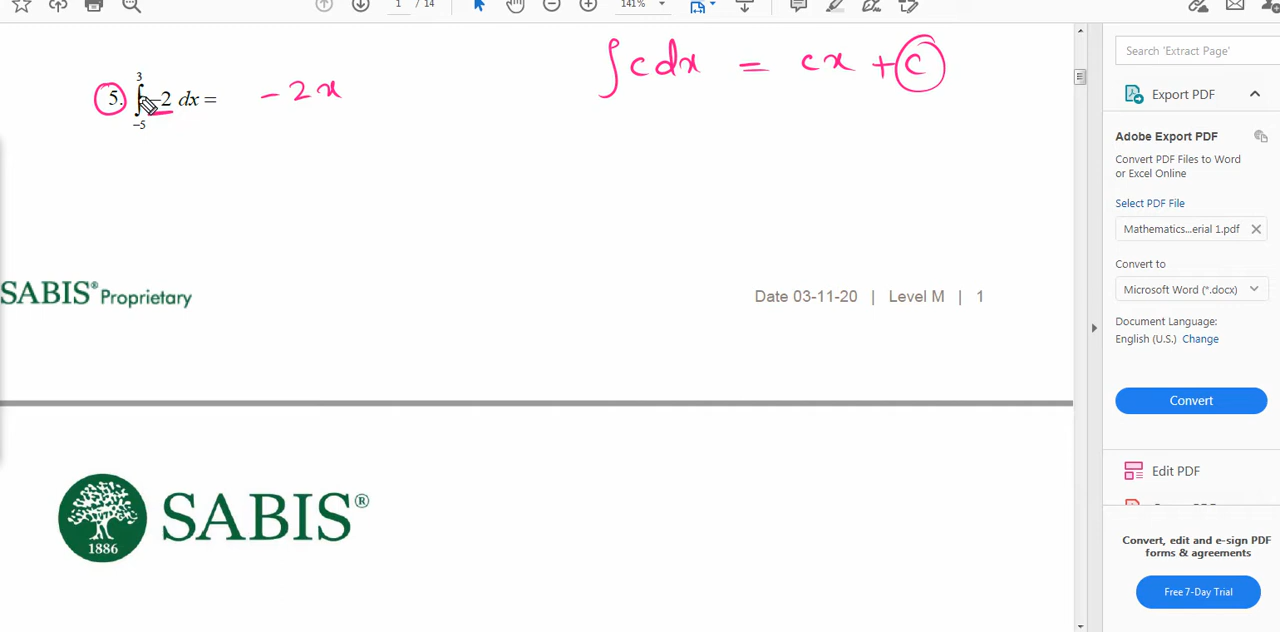 1 / 14
141%
∫ c dx = cx + c
5. ∫₋₅³ -2 dx = -2x
SABIS® Proprietary
Date 03-11-20 | Level M | 1
SABIS®
1886
Search 'Extract Page'
Export PDF
Adobe Export PDF
Convert PDF Files to Word
or Excel Online
Select PDF File
Mathematics...erial 1.pdf
Convert to
Microsoft Word (*.docx)
Document Language:
English (U.S.) Change
Convert
Edit PDF
Convert, edit and e-sign PDF
forms & agreements
Free 7-Day Trial